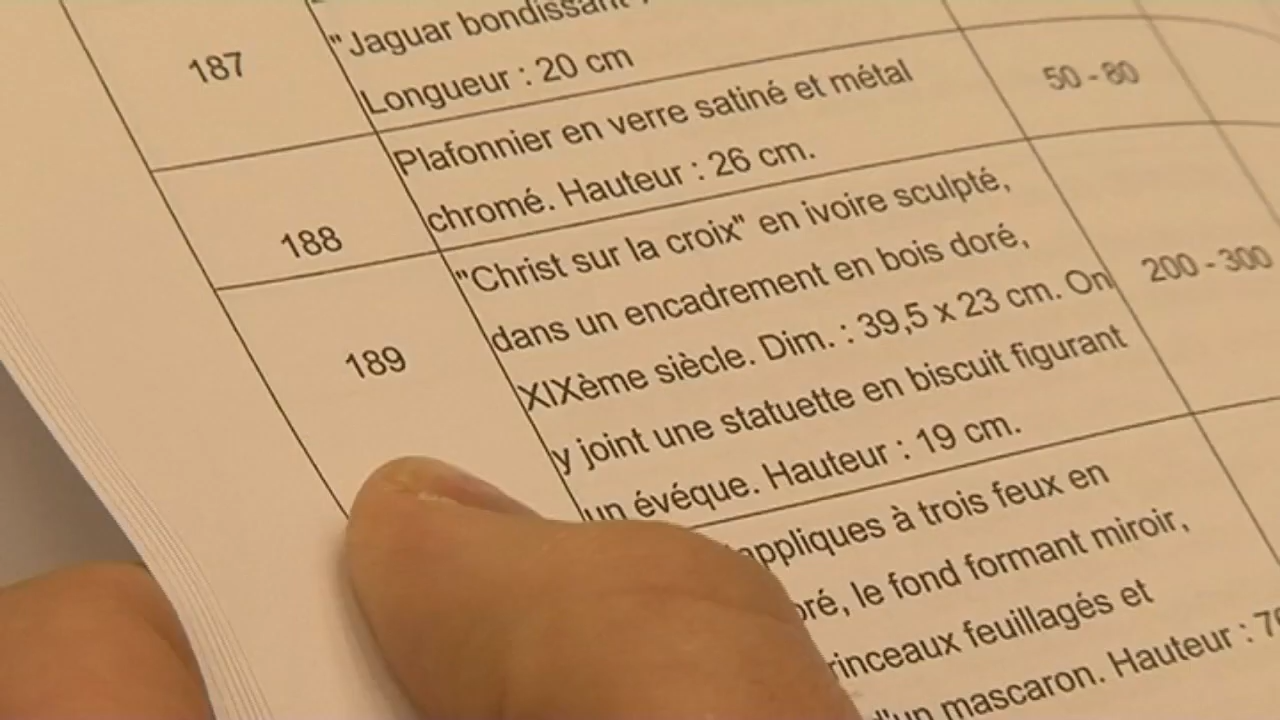 187
"Jaguar bondissant",
Longueur : 20 cm
188
Plafonnier en verre satiné et métal
chromé. Hauteur : 26 cm.
50 - 80
189
"Christ sur la croix" en ivoire sculpté,
dans un encadrement en bois doré,
XIXème siècle. Dim. : 39,5 x 23 cm. On
y joint une statuette en biscuit figurant
un évéque. Hauteur : 19 cm.
200 - 300
appliques à trois feux en
oré, le fond formant miroir,
rinceaux feuillagés et
d'un mascaron. Hauteur :